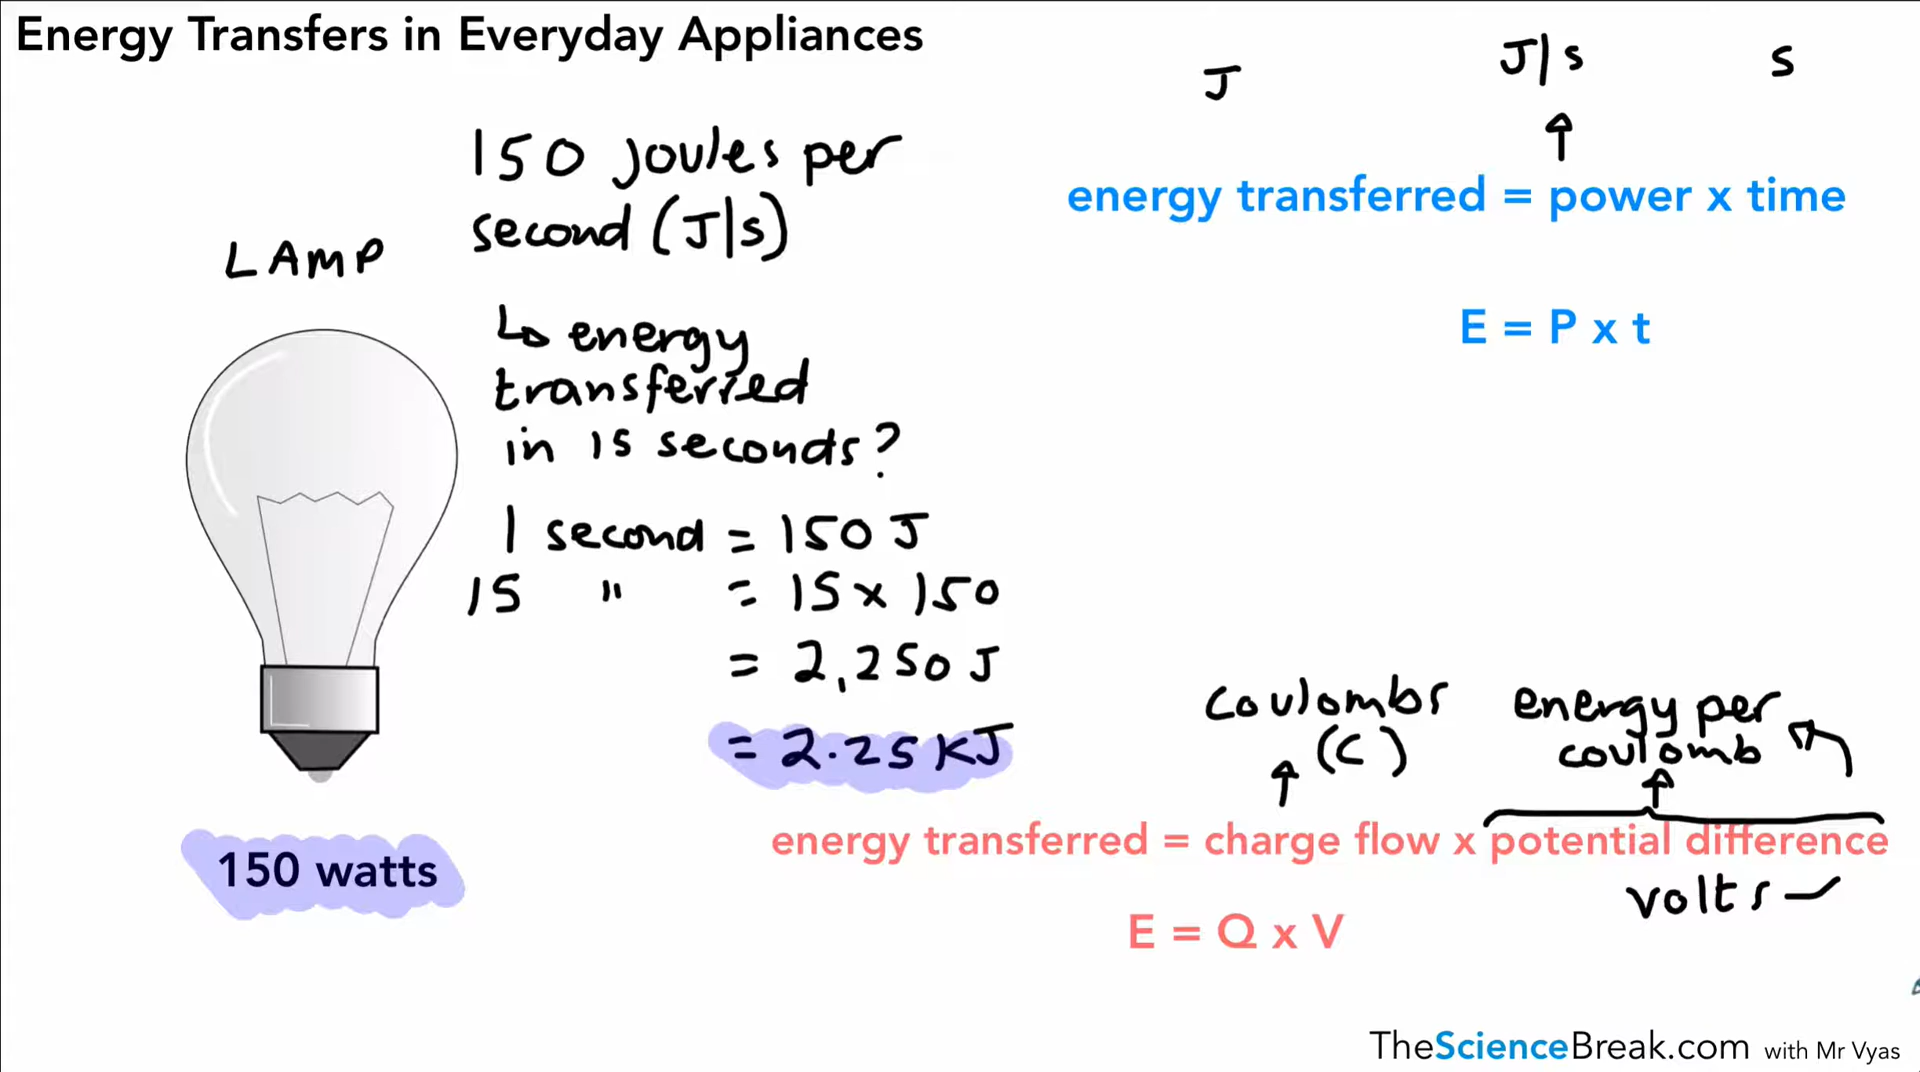 Energy Transfers in Everyday Appliances
J
J/s
s
150 joules per
second (J/s)
energy transferred = power x time
LAMP
↳ energy
transferred
in 15 seconds?
E = P x t
1 second = 150 J
15 " = 15 x 150
= 2,250 J
= 2.25 KJ
coulombs
(C)
energy per
coulomb
150 watts
energy transferred = charge flow x potential difference
volts
E = Q x V
TheScienceBreak.com with Mr Vyas